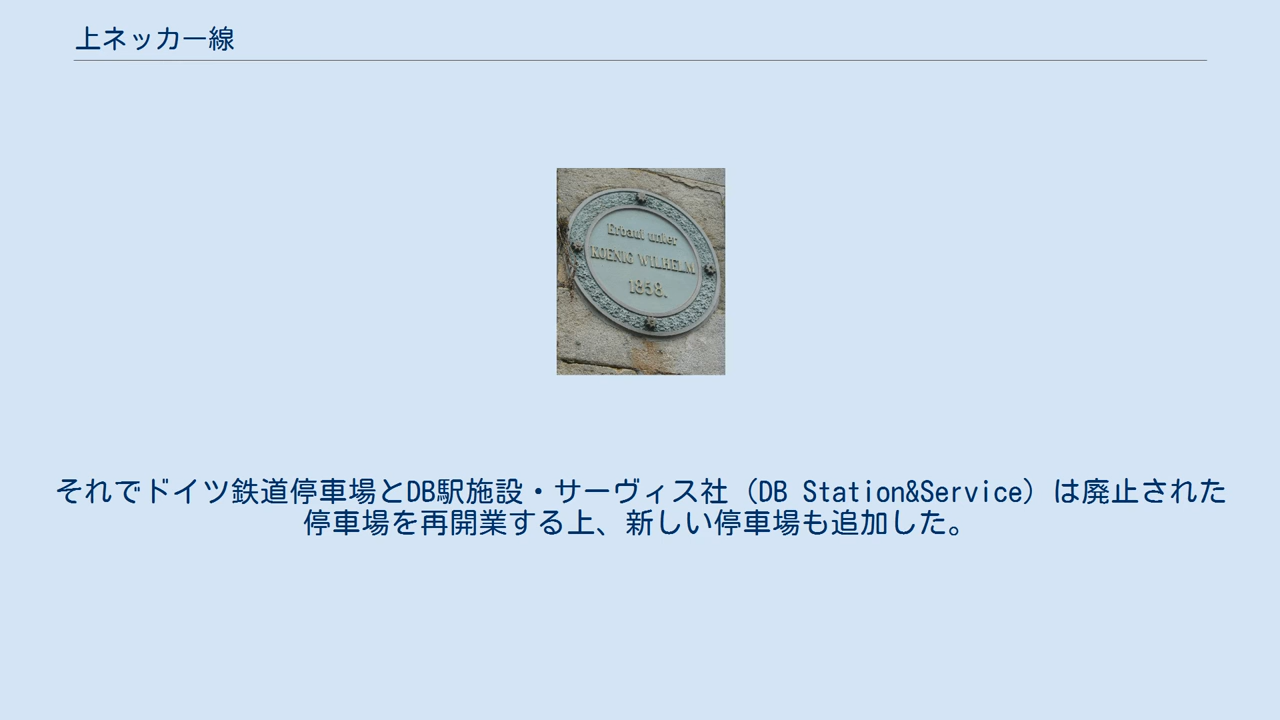 上ネッカー線
Erbaut unter
KOENIG WILHELM
1858.
それでドイツ鉄道停車場とDB駅施設・サーヴィス社（DB Station&Service）は廃止された
停車場を再開業する上、新しい停車場も追加した。